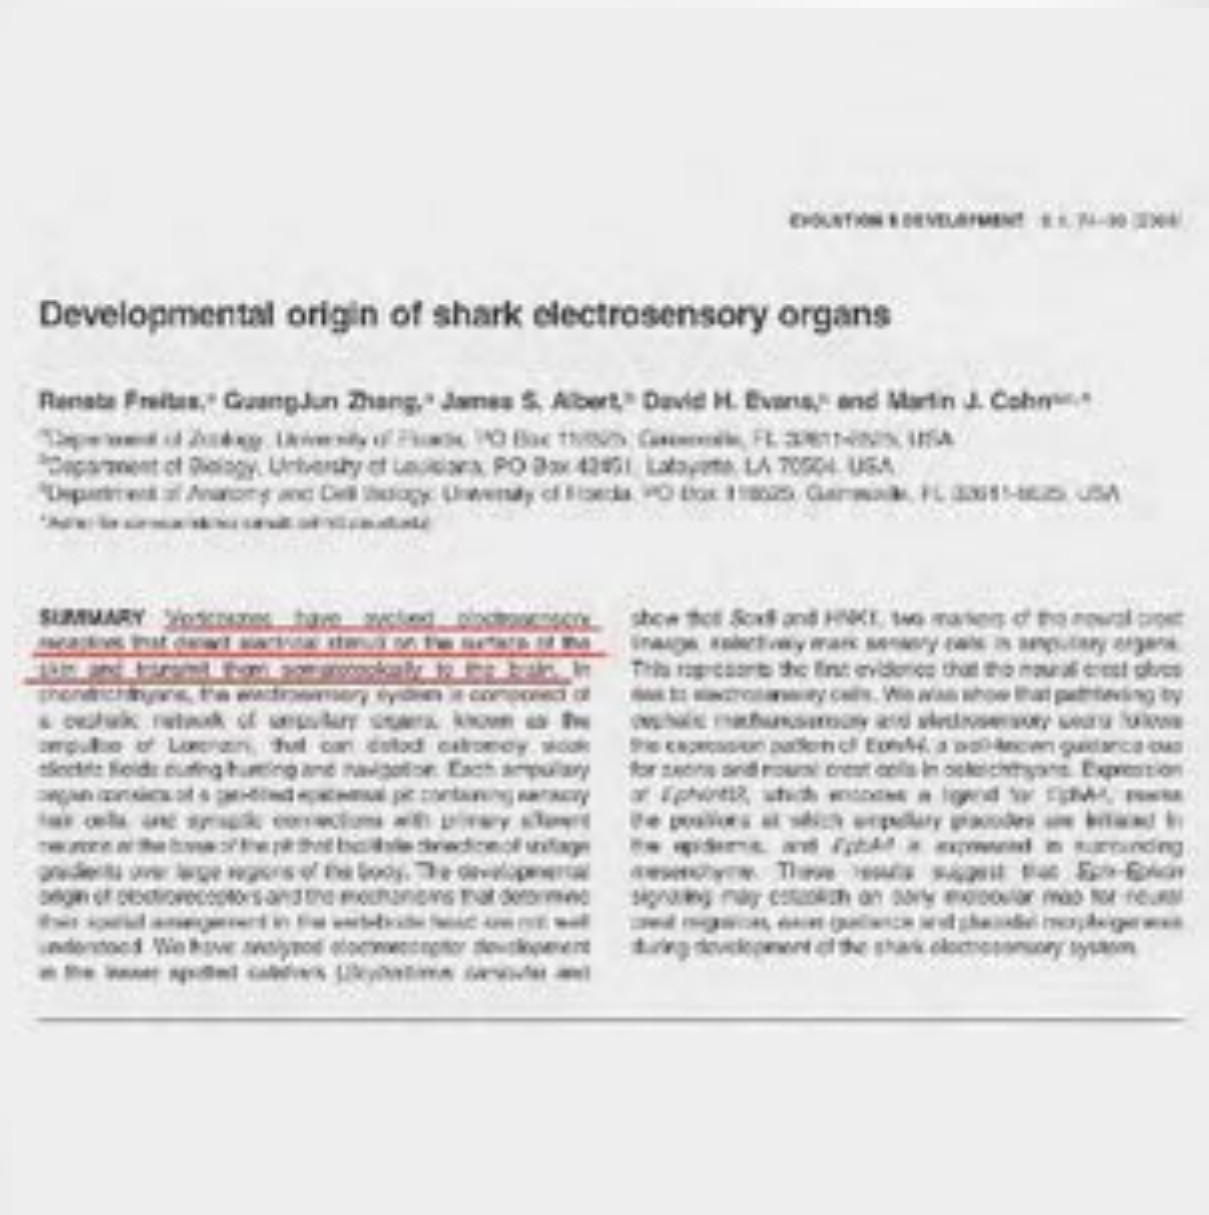 EVOLUTION & DEVELOPMENT
Developmental origin of shark electrosensory organs
Renata Freitas, GuangJun Zhang, James S. Albert, David H. Evans, and Martin J. Cohn
Department of Zoology, University of Florida, PO Box Gainesville, FL USA
Department of Biology, University of Louisiana, PO Box Lafayette, LA 70504, USA
Department of Anatomy and Cell Biology, University of Florida, PO Box Gainesville, FL USA
SUMMARY Vertebrates have evolved electrosensory
receptors that detect electrical stimuli on the surface of the
skin and transmit them somatotopically to the brain. In
chondrichthyans, the electrosensory system is composed of
a cephalic network of ampullary organs, known as the
ampullae of Lorenzini, that can detect extremely weak
electric fields during hunting and navigation. Each ampullary
organ consists of a gel-filled epidermal pit containing sensory
hair cells, and synaptic connections with primary afferent
neurons at the base of the pit that facilitate detection of voltage
gradients over large regions of the body. The developmental
origin of electroreceptors and the mechanisms that determine
their spatial arrangement in the vertebrate head are not well
understood. We have analyzed electroreceptor development
in the lesser spotted catshark (Scyliorhinus canicula) and
show that Sox8 and HNK1, two markers of the neural crest
lineage, selectively mark sensory cells in ampullary organs.
This represents the first evidence that the neural crest gives
rise to electrosensory cells. We also show that pathfinding by
cephalic mechanosensory and electrosensory axons follows
the expression pattern of EphA4, a well-known guidance cue
for axons and neural crest cells in osteichthyans. Expression
of EphrinB2, which encodes a ligand for EphA4, marks
the positions at which ampullary placodes are initiated in
the epidermis, and EphA4 is expressed in surrounding
mesenchyme. These results suggest that Eph-Ephrin
signaling may establish an early molecular map for neural
crest migration, axon guidance and placodal morphogenesis
during development of the shark electrosensory system.